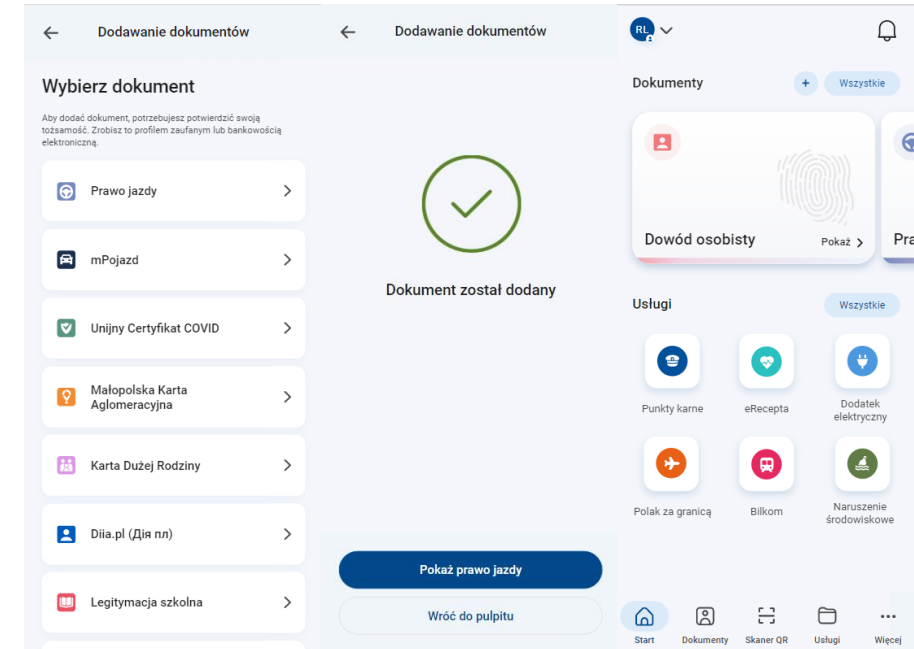 Dodawanie dokumentów
Wybierz dokument
Aby dodać dokument, potrzebujesz potwierdzić swoją
tożsamość. Zrobisz to profilem zaufanym lub bankowością
elektroniczną.
Prawo jazdy
mPojazd
Unijny Certyfikat COVID
Małopolska Karta
Aglomeracyjna
Karta Dużej Rodziny
Diia.pl (Дія пл)
Legitymacja szkolna
Dodawanie dokumentów
Dokument został dodany
Pokaż prawo jazdy
Wróć do pulpitu
RL
Dokumenty
+ Wszystkie
Dowód osobisty
Pokaż
Pra
Usługi
Wszystkie
Punkty karne
eRecepta
Dodatek
elektryczny
Polak za granicą
Bilkom
Naruszenie
środowiskowe
Start
Dokumenty
Skaner QR
Usługi
Więcej